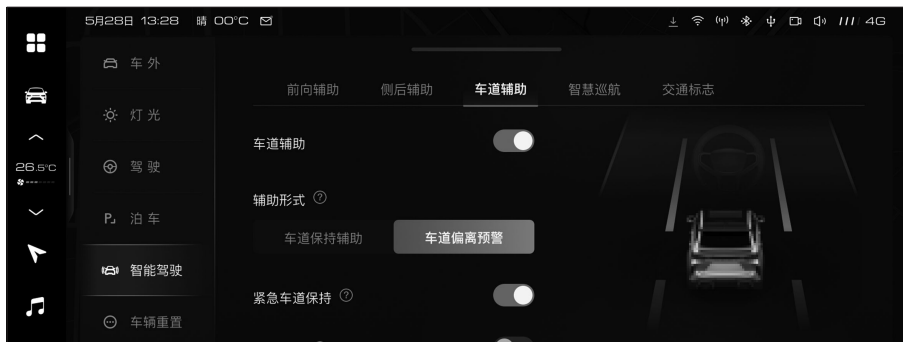 5月28日 13:28 晴 00°C
4G
车外
灯光
26.5°C
驾驶
泊车
智能驾驶
车辆重置
前向辅助 侧后辅助 车道辅助 智慧巡航 交通标志
车道辅助
辅助形式
车道保持辅助 车道偏离预警
紧急车道保持